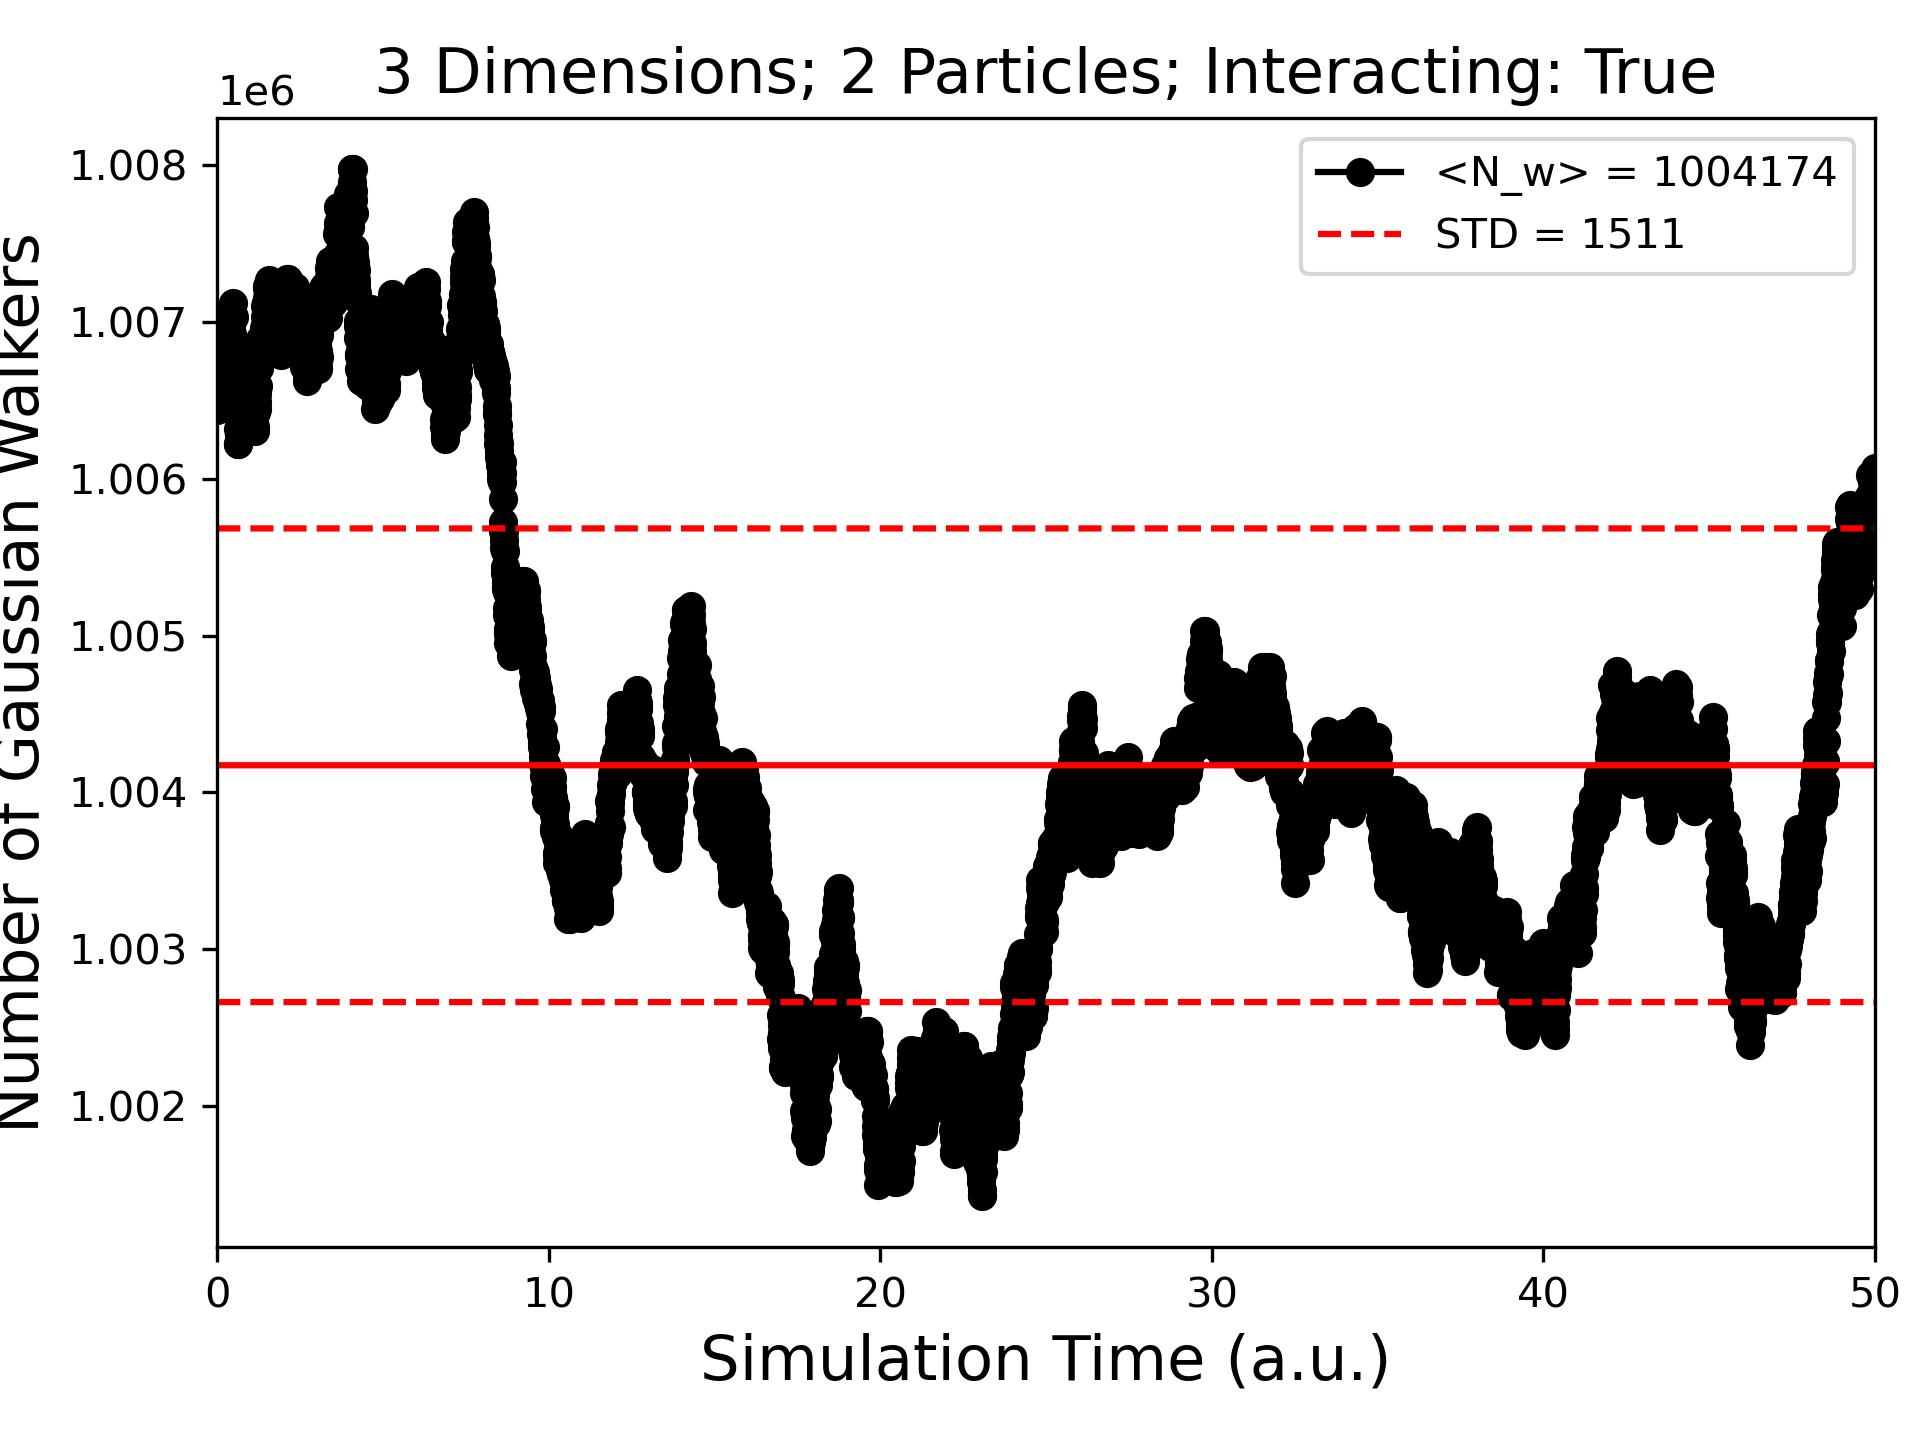 3 Dimensions; 2 Particles; Interacting: True
1e6
<N_w> = 1004174
STD = 1511
1.008
1.007
1.006
1.005
1.004
1.003
1.002
Number of Gaussian Walkers
0 10 20 30 40 50
Simulation Time (a.u.)